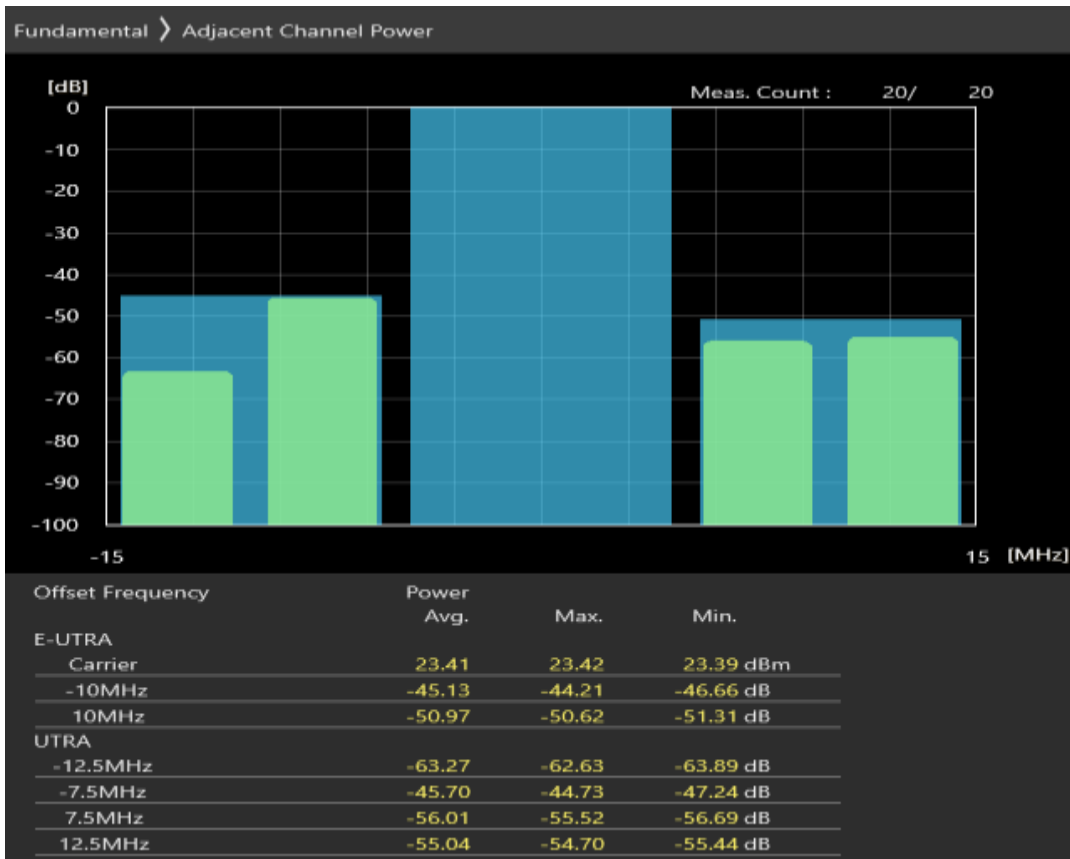 Fundamental ❯ Adjacent Channel Power
[dB]
Meas. Count : 20/ 20
0
-10
-20
-30
-40
-50
-60
-70
-80
-90
-100
-15 15 [MHz]
Offset Frequency Power
Avg. Max. Min.
E-UTRA
Carrier 23.41 23.42 23.39 dBm
-10MHz -45.13 -44.21 -46.66 dB
10MHz -50.97 -50.62 -51.31 dB
UTRA
-12.5MHz -63.27 -62.63 -63.89 dB
-7.5MHz -45.70 -44.73 -47.24 dB
7.5MHz -56.01 -55.52 -56.69 dB
12.5MHz -55.04 -54.70 -55.44 dB